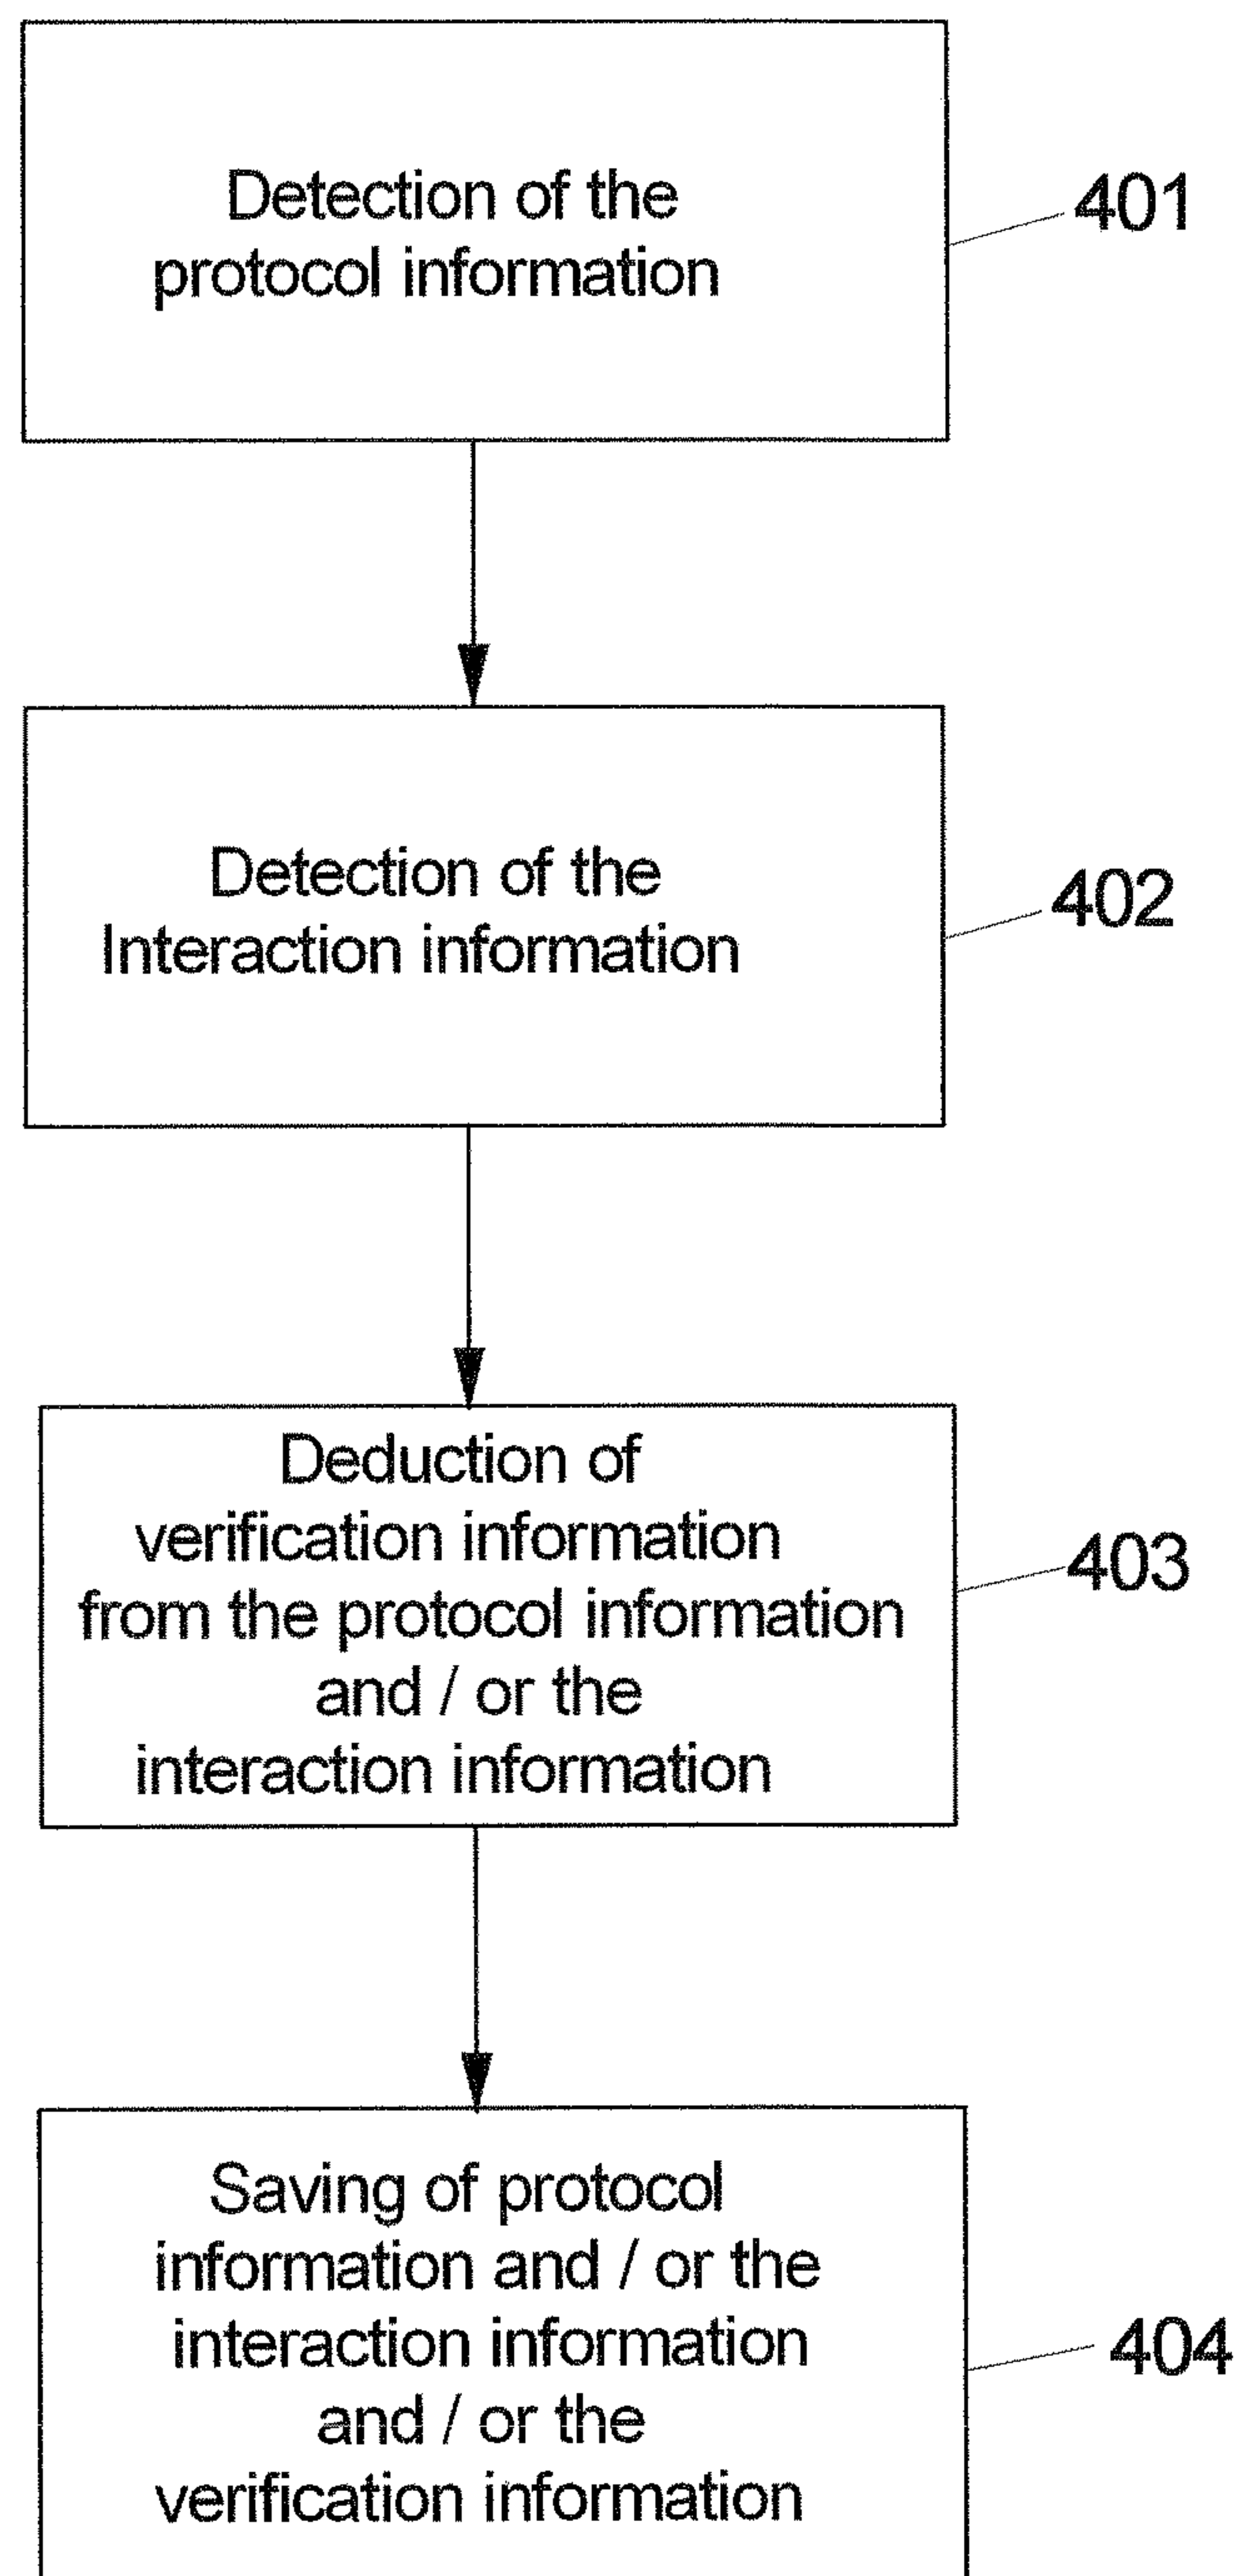 Detection of the
protocol information
401
Detection of the
Interaction information
402
Deduction of
verification information
from the protocol information
and / or the
interaction information
403
Saving of protocol
information and / or the
interaction information
and / or the
verification information
404